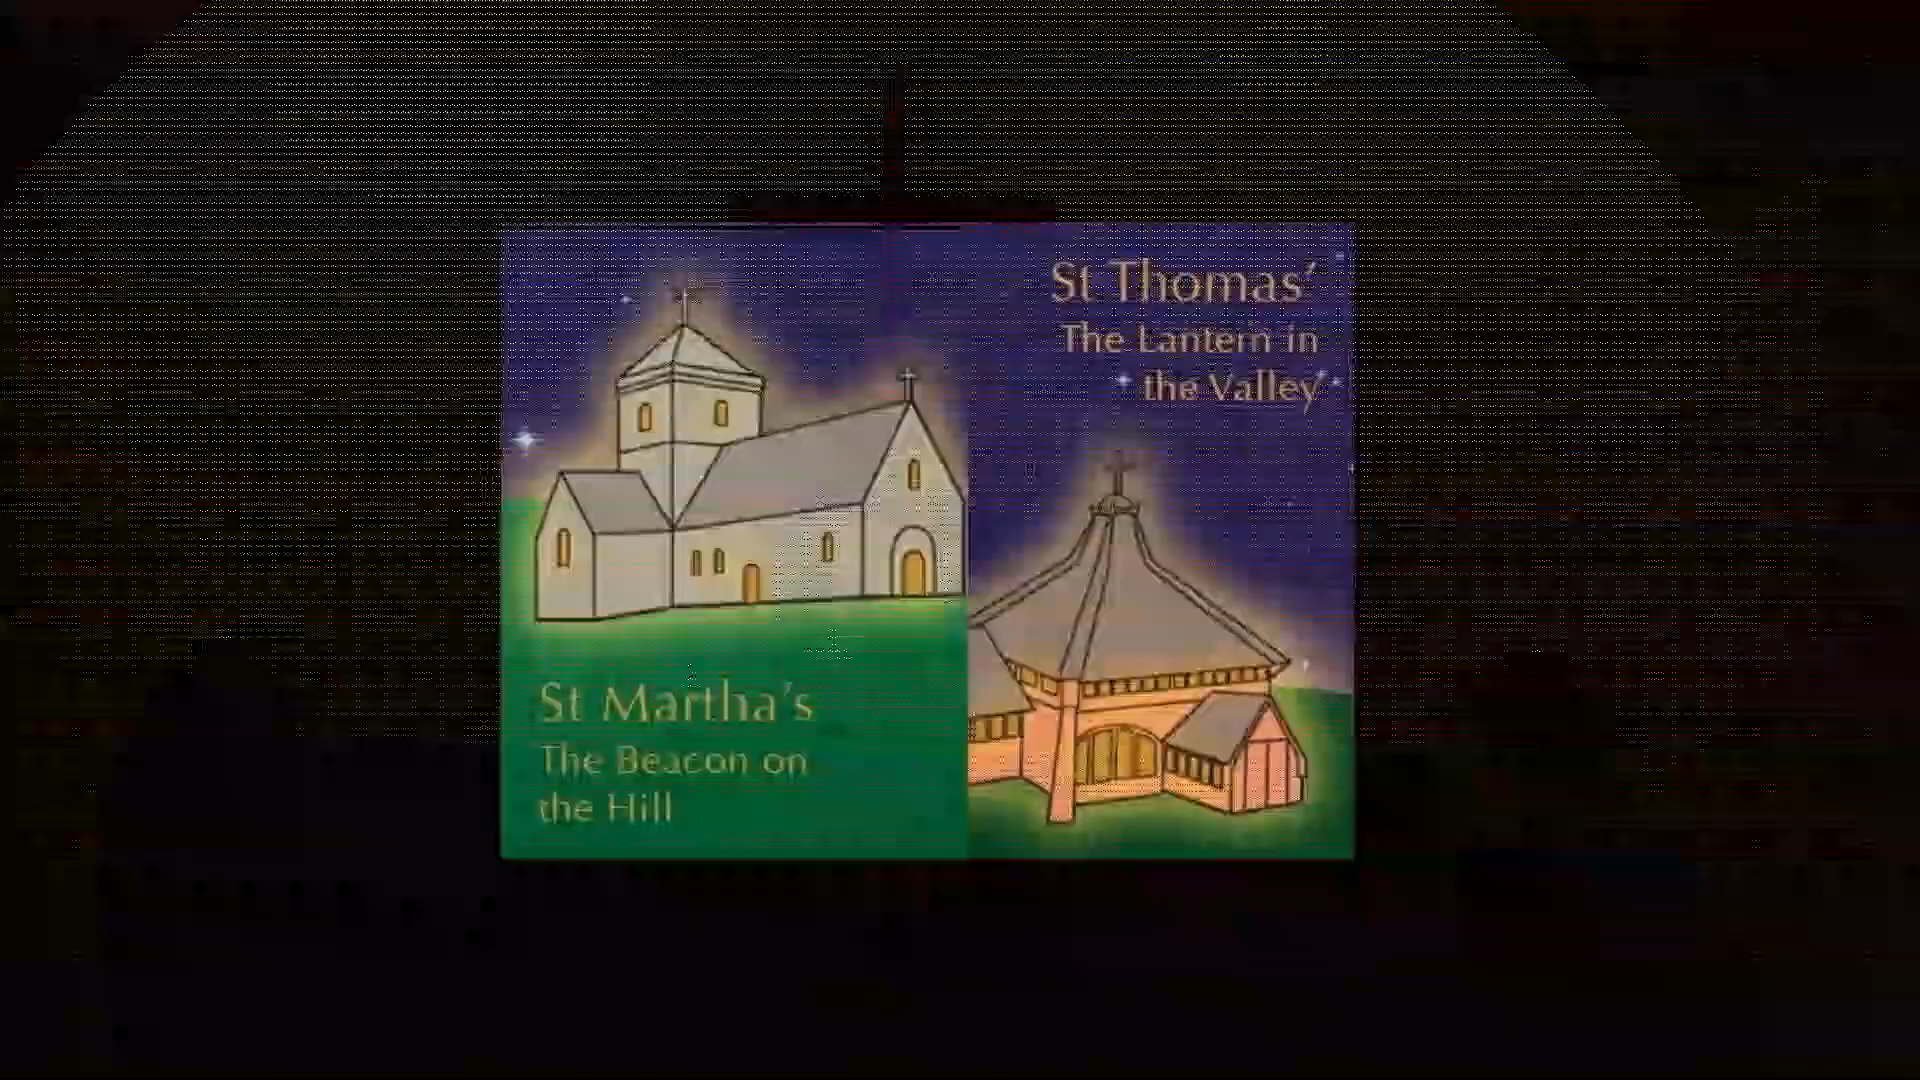 St Thomas'
The Lantern in
the Valley
St Martha's
The Beacon on
the Hill